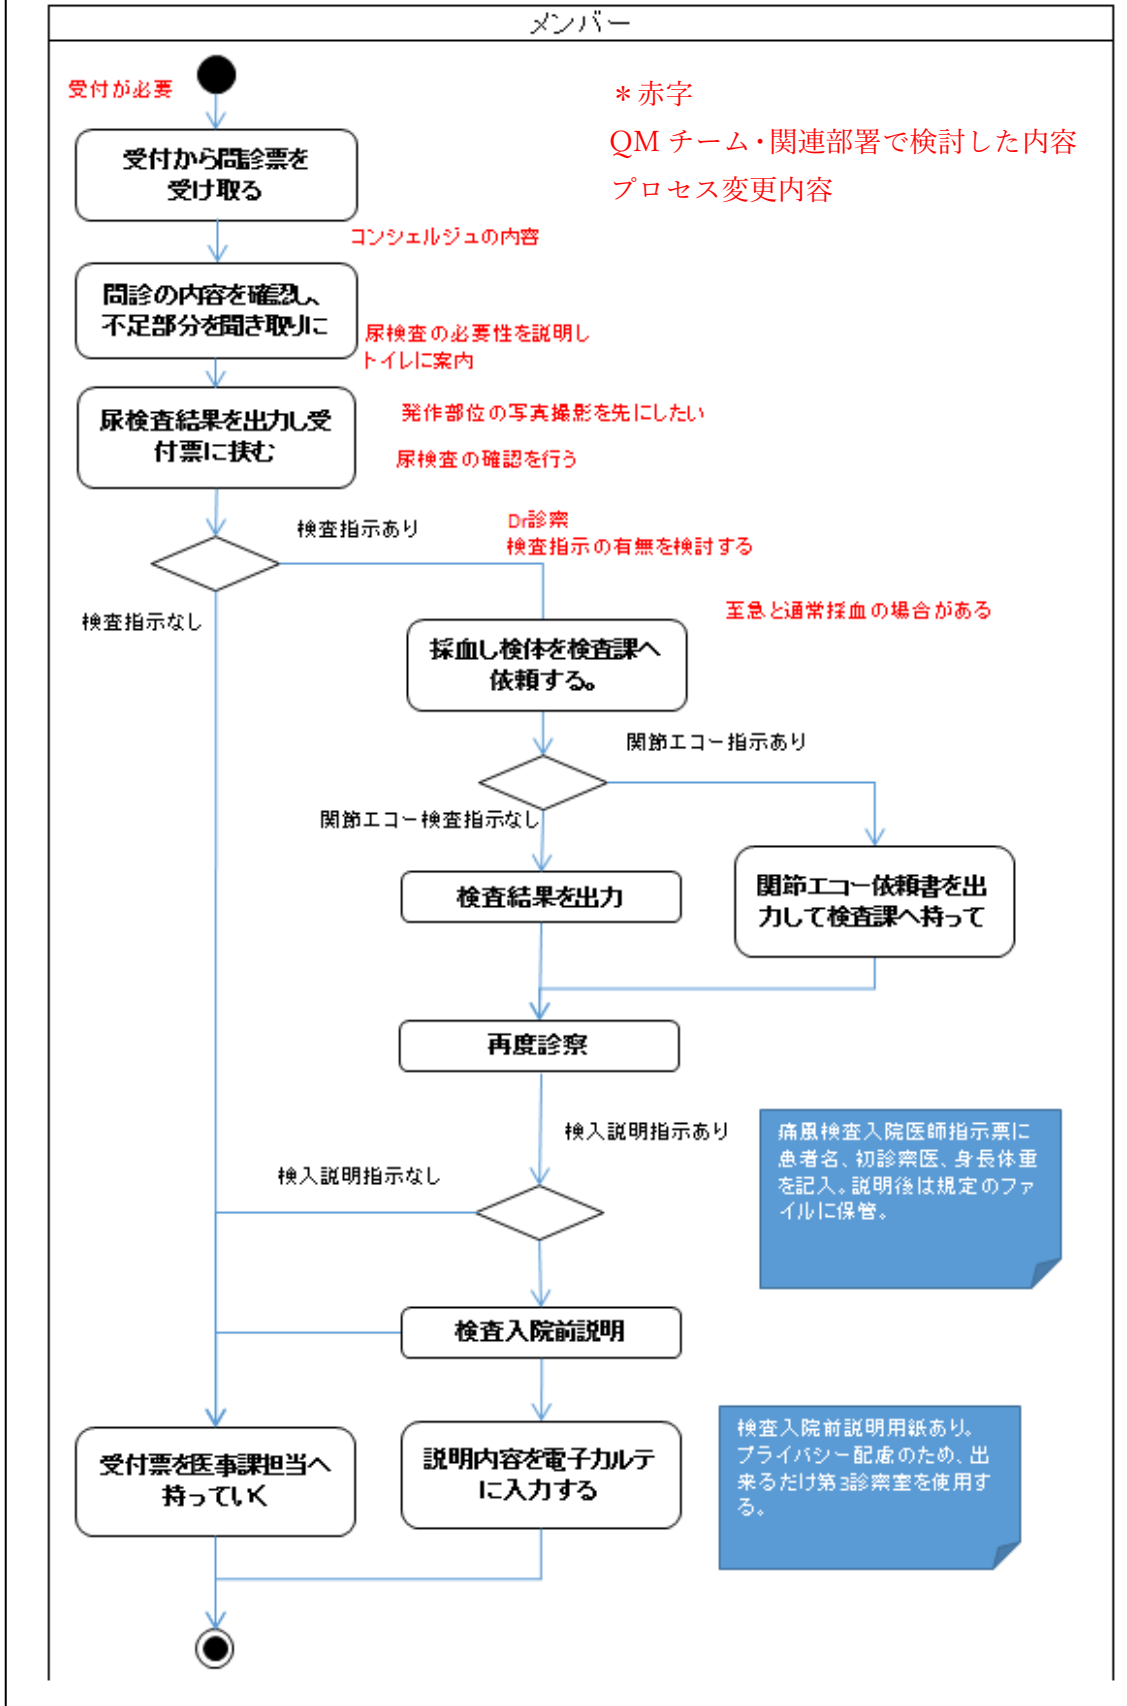 メンバー
受付が必要
＊赤字
QM チーム・関連部署で検討した内容
プロセス変更内容
受付から問診票を
受け取る
コンシェルジュの内容
問診の内容を確認し、
不足部分を聞き取りに
尿検査の必要性を説明し
トイレに案内
尿検査結果を出力し受
付票に挟む
発作部位の写真撮影を先にしたい
尿検査の確認を行う
検査指示あり
Dr診察
検査指示の有無を検討する
検査指示なし
至急と通常採血の場合がある
採血し検体を検査課へ
依頼する。
関節エコー指示あり
関節エコー検査指示なし
検査結果を出力
関節エコー依頼書を出
力して検査課へ持って
再度診察
検入説明指示あり
検入説明指示なし
痛風検査入院医師指示票に
患者名、初診察医、身長体重
を記入。説明後は規定のファ
イルに保管。
検査入院前説明
受付票を医事課担当へ
持っていく
説明内容を電子カルテ
に入力する
検査入院前説明用紙あり。
プライバシー配慮のため、出
来るだけ第3診察室を使用す
る。